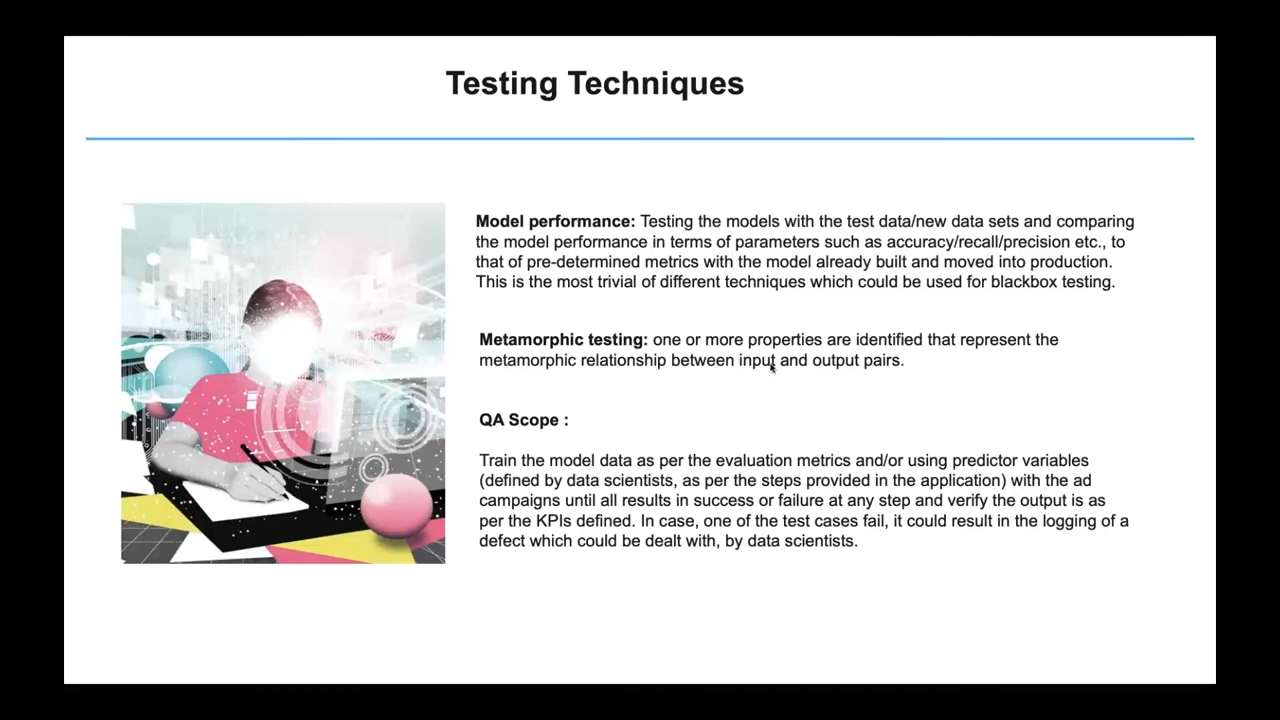 Testing Techniques
Model performance: Testing the models with the test data/new data sets and comparing
the model performance in terms of parameters such as accuracy/recall/precision etc., to
that of pre-determined metrics with the model already built and moved into production.
This is the most trivial of different techniques which could be used for blackbox testing.
Metamorphic testing: one or more properties are identified that represent the
metamorphic relationship between input and output pairs.
QA Scope :
Train the model data as per the evaluation metrics and/or using predictor variables
(defined by data scientists, as per the steps provided in the application) with the ad
campaigns until all results in success or failure at any step and verify the output is as
per the KPIs defined. In case, one of the test cases fail, it could result in the logging of a
defect which could be dealt with, by data scientists.